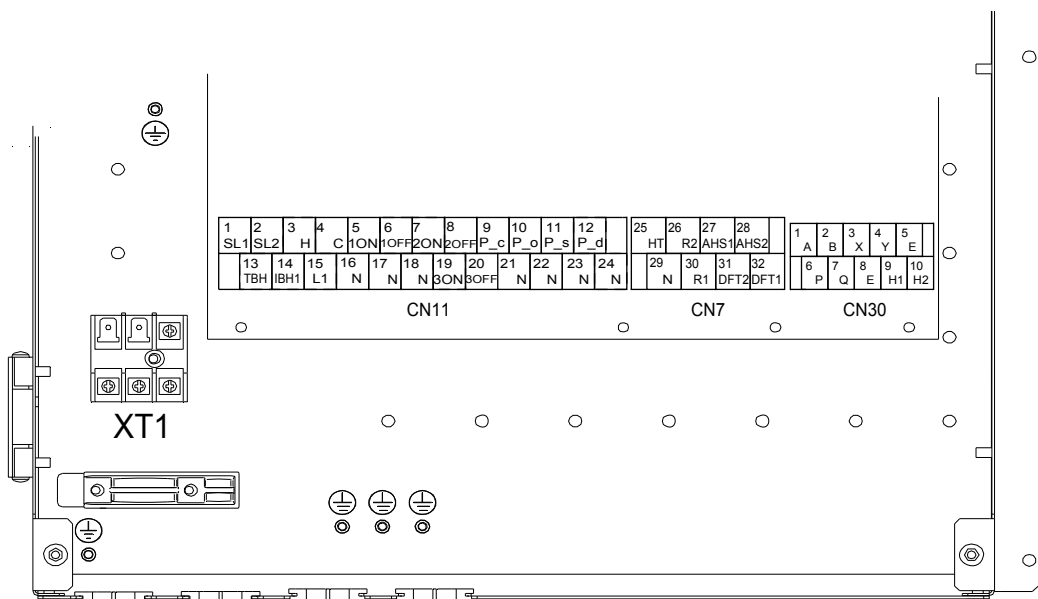 1 2 3 4 5 6 7 8 9 10 11 12
SL1 SL2 H C 1ON 1OFF 2ON 2OFF P_c P_o P_s P_d
13 14 15 16 17 18 19 20 21 22 23 24
TBH IBH1 L1 N N N 3ON 3OFF N N N N
CN11
25 26 27 28
HT R2 AHS1 AHS2
29 30 31 32
N R1 DFT2 DFT1
CN7
1 2 3 4 5
A B X Y E
6 7 8 9 10
P Q E H1 H2
CN30
XT1